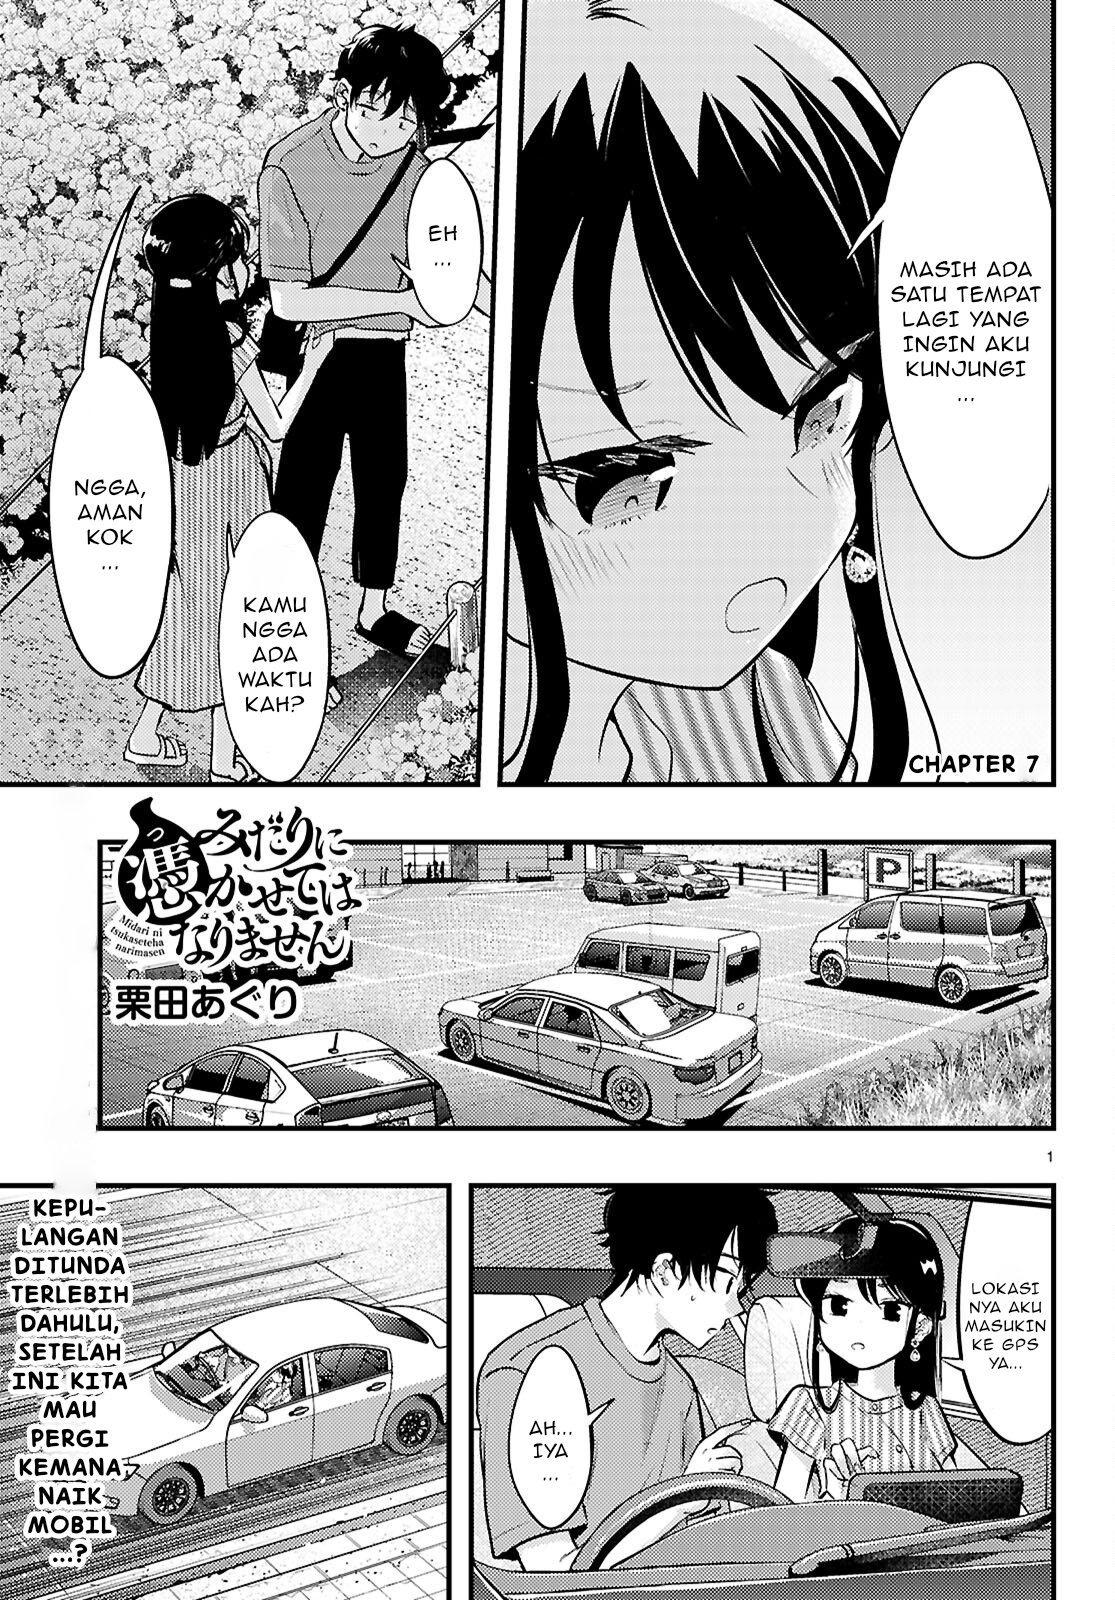 MASIH ADA
SATU TEMPAT
LAGI YANG
INGIN AKU
KUNJUNGI
...
EH
...
KAMU
NGGA
ADA
WAKTU
KAH?
NGGA,
AMAN
KOK
...
CHAPTER 7
みだりに
憑っかせては
なりません
Midari ni
tsukaseteha
narimasen
栗田あぐり
P
1
LOKASI
NYA AKU
MASUKIN
KE GPS
YA...
AH...
IYA
...
KEPU-
LANGAN
DITUNDA
TERLEBIH
DAHULU,
SETELAH
INI KITA
MAU
PERGI
KEMANA
NAIK
MOBIL
...?